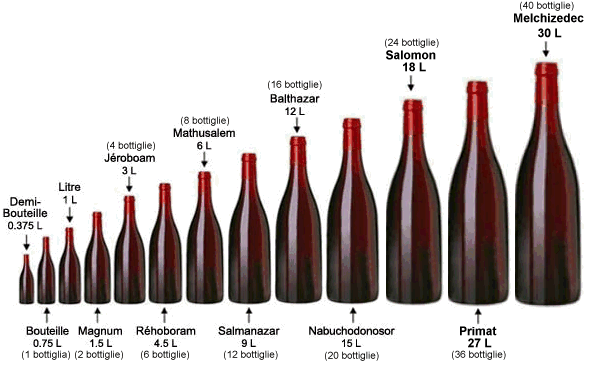 Demi-
Bouteille
0.375 L
Litre
1 L
(4 bottiglie)
Jéroboam
3 L
(8 bottiglie)
Mathusalem
6 L
(16 bottiglie)
Balthazar
12 L
(24 bottiglie)
Salomon
18 L
(40 bottiglie)
Melchizedec
30 L
Bouteille
0.75 L
(1 bottiglia)
Magnum
1.5 L
(2 bottiglie)
Réhoboram
4.5 L
(6 bottiglie)
Salmanazar
9 L
(12 bottiglie)
Nabuchodonosor
15 L
(20 bottiglie)
Primat
27 L
(36 bottiglie)